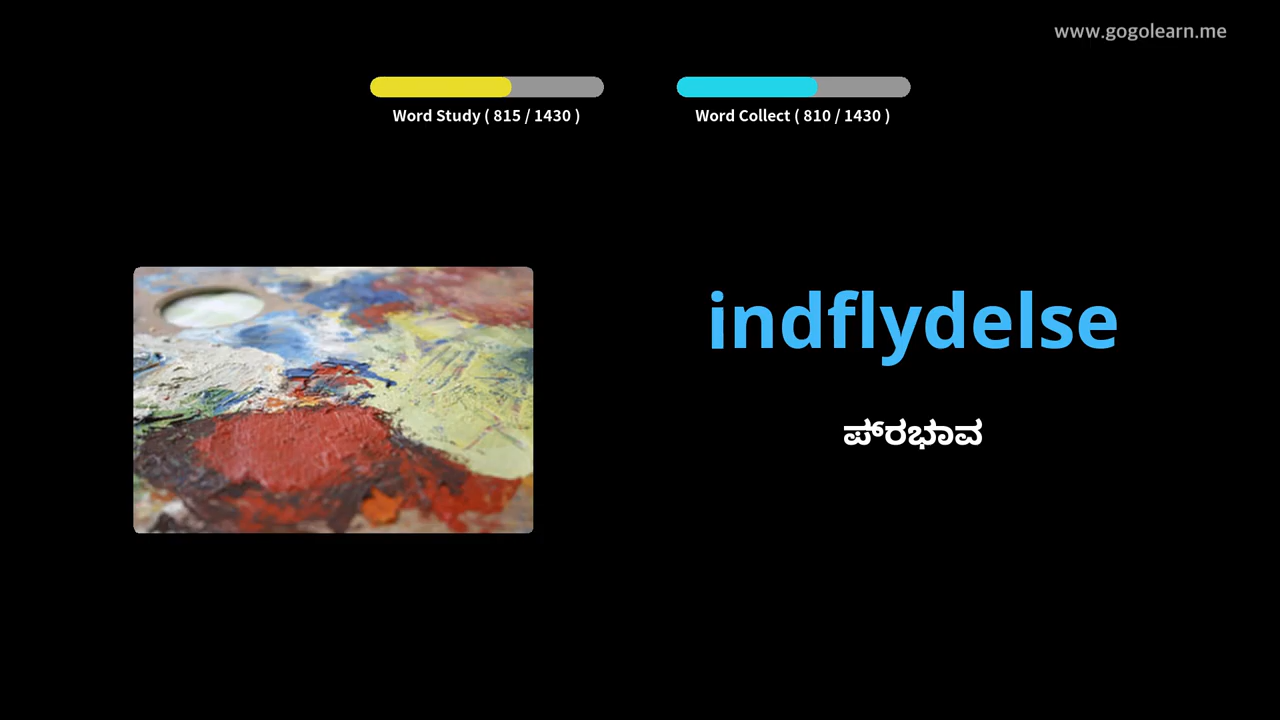 www.gogolearn.me
Word Study ( 815 / 1430 )
Word Collect ( 810 / 1430 )
indflydelse
ಪ್ರಭಾವ